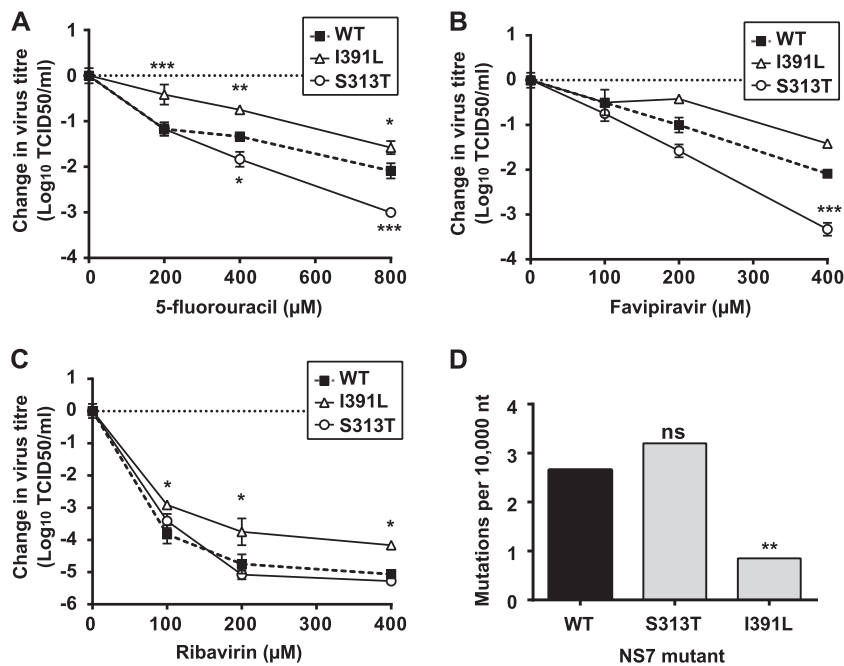 A
Change in virus titre
(Log10 TCID50/ml)
1
0
-1
-2
-3
-4
WT
I391L
S313T
***
**
*
*
***
0
200
400
600
800
5-fluorouracil (µM)
B
Change in virus titre
(Log10 TCID50/ml)
1
0
-1
-2
-3
-4
WT
I391L
S313T
***
0
100
200
300
400
Favipiravir (µM)
C
Change in virus titre
(Log10 TCID50/ml)
1
0
-1
-2
-3
-4
-5
-6
WT
I391L
S313T
*
*
*
0
100
200
300
400
Ribavirin (µM)
D
Mutations per 10,000 nt
4
3
2
1
0
ns
**
WT
S313T
I391L
NS7 mutant